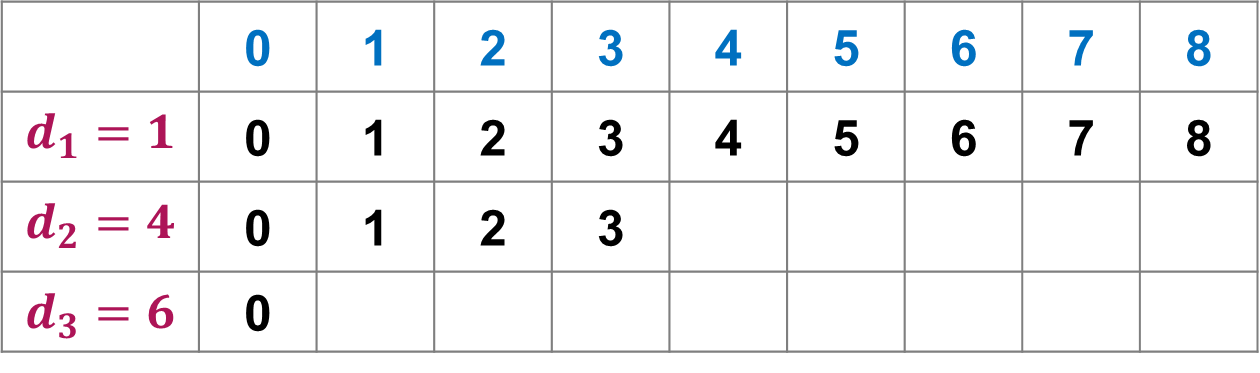 0 1 2 3 4 5 6 7 8
d₁ = 1 0 1 2 3 4 5 6 7 8
d₂ = 4 0 1 2 3
d₃ = 6 0